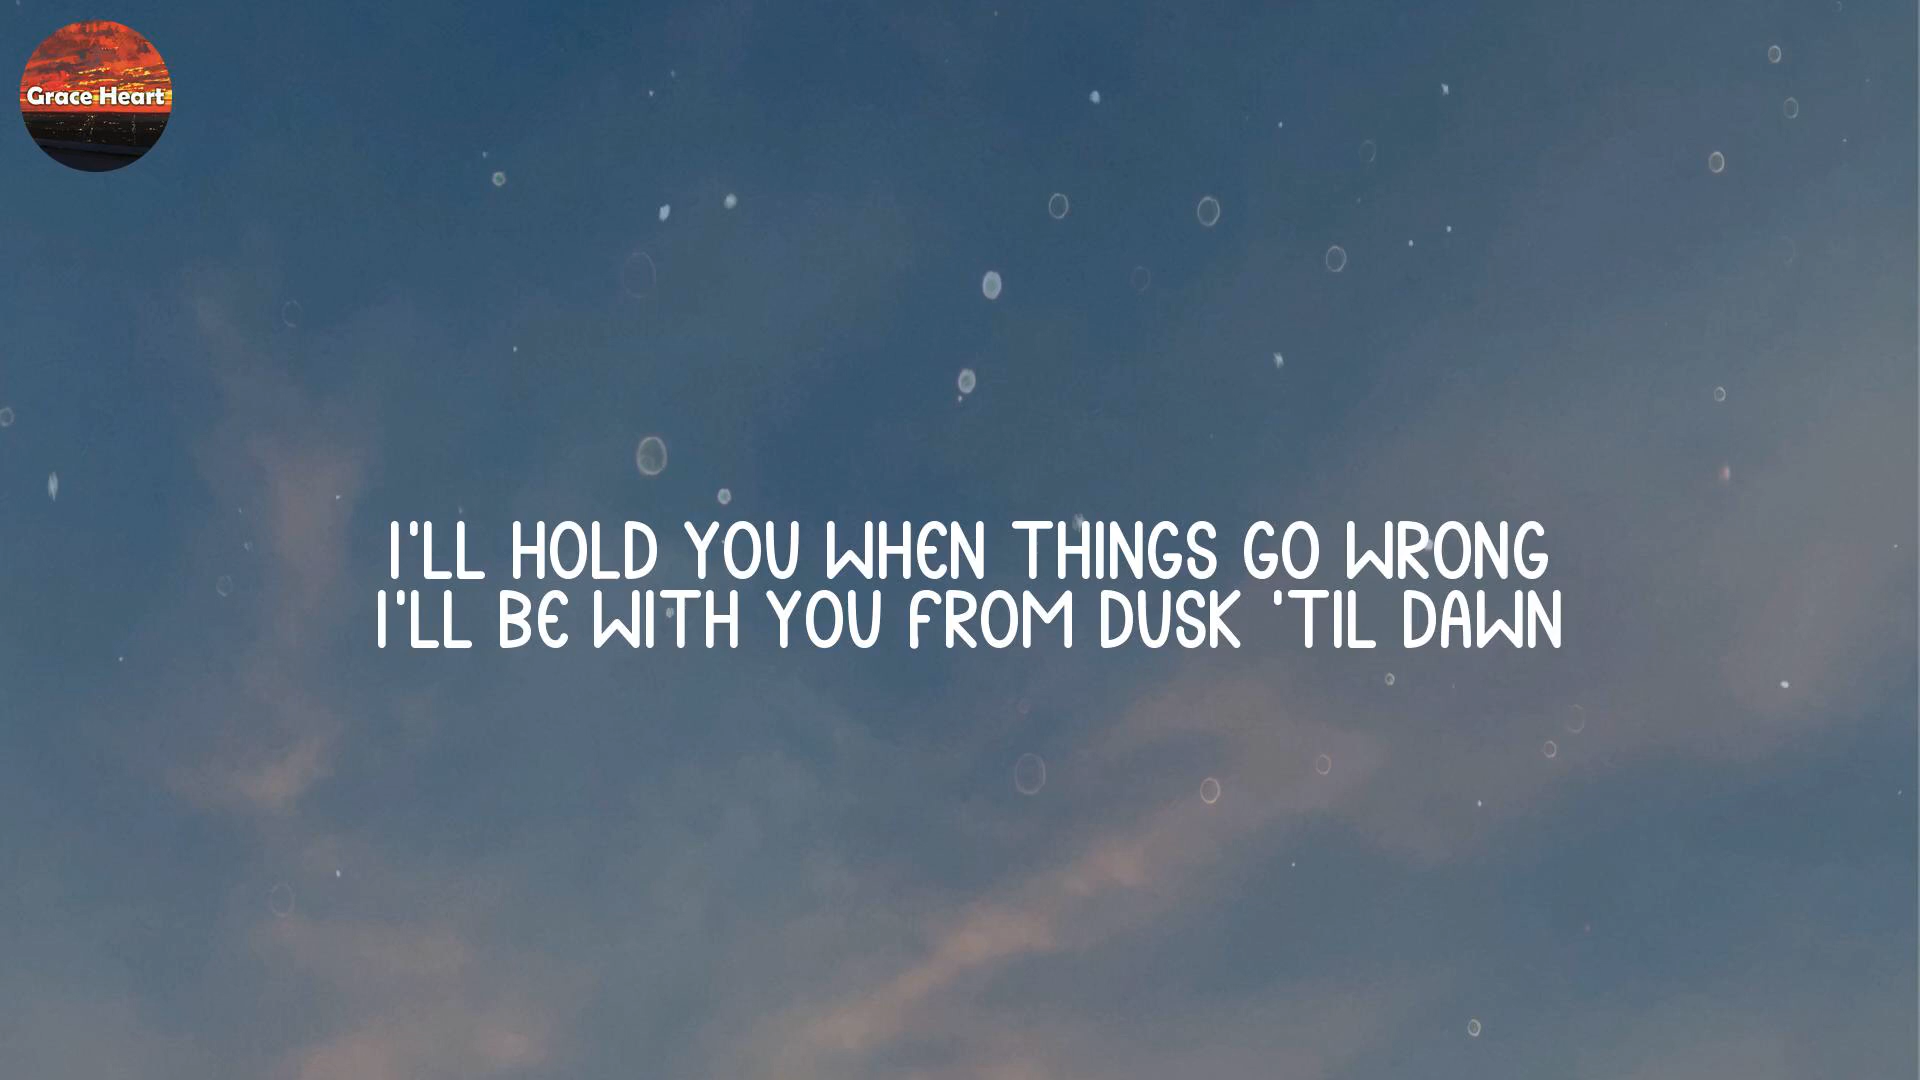 Grace Heart
I'LL HOLD YOU WHEN THINGS GO WRONG
I'LL BE WITH YOU FROM DUSK 'TIL DAWN